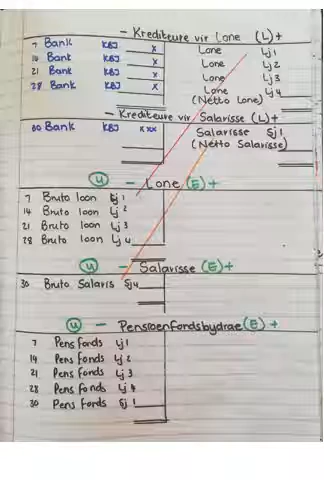 - Krediteure vir Lone (L)+
7 Bank KBJ x Lone Lj1
14 Bank KBJ x Lone Lj2
21 Bank KBJ x Lone Lj3
28 Bank KBJ x Lone Lj4
(Netto Lone)
- Krediteure vir Salarisse (L)+
30 Bank KBJ xxx Salarisse Sj1
(Netto Salarisse)
(U) - Lone (E)+
7 Bruto loon Lj1
14 Bruto loon Lj2
21 Bruto loon Lj3
28 Bruto loon Lj4
(U) - Salarisse (E)+
30 Bruto Salaris Sj4
(U) - Pensioenfondsbydrae (E)+
7 Pens fonds Lj1
14 Pens fonds Lj2
21 Pens fonds Lj3
28 Pens fonds Lj4
30 Pens fonds Sj1